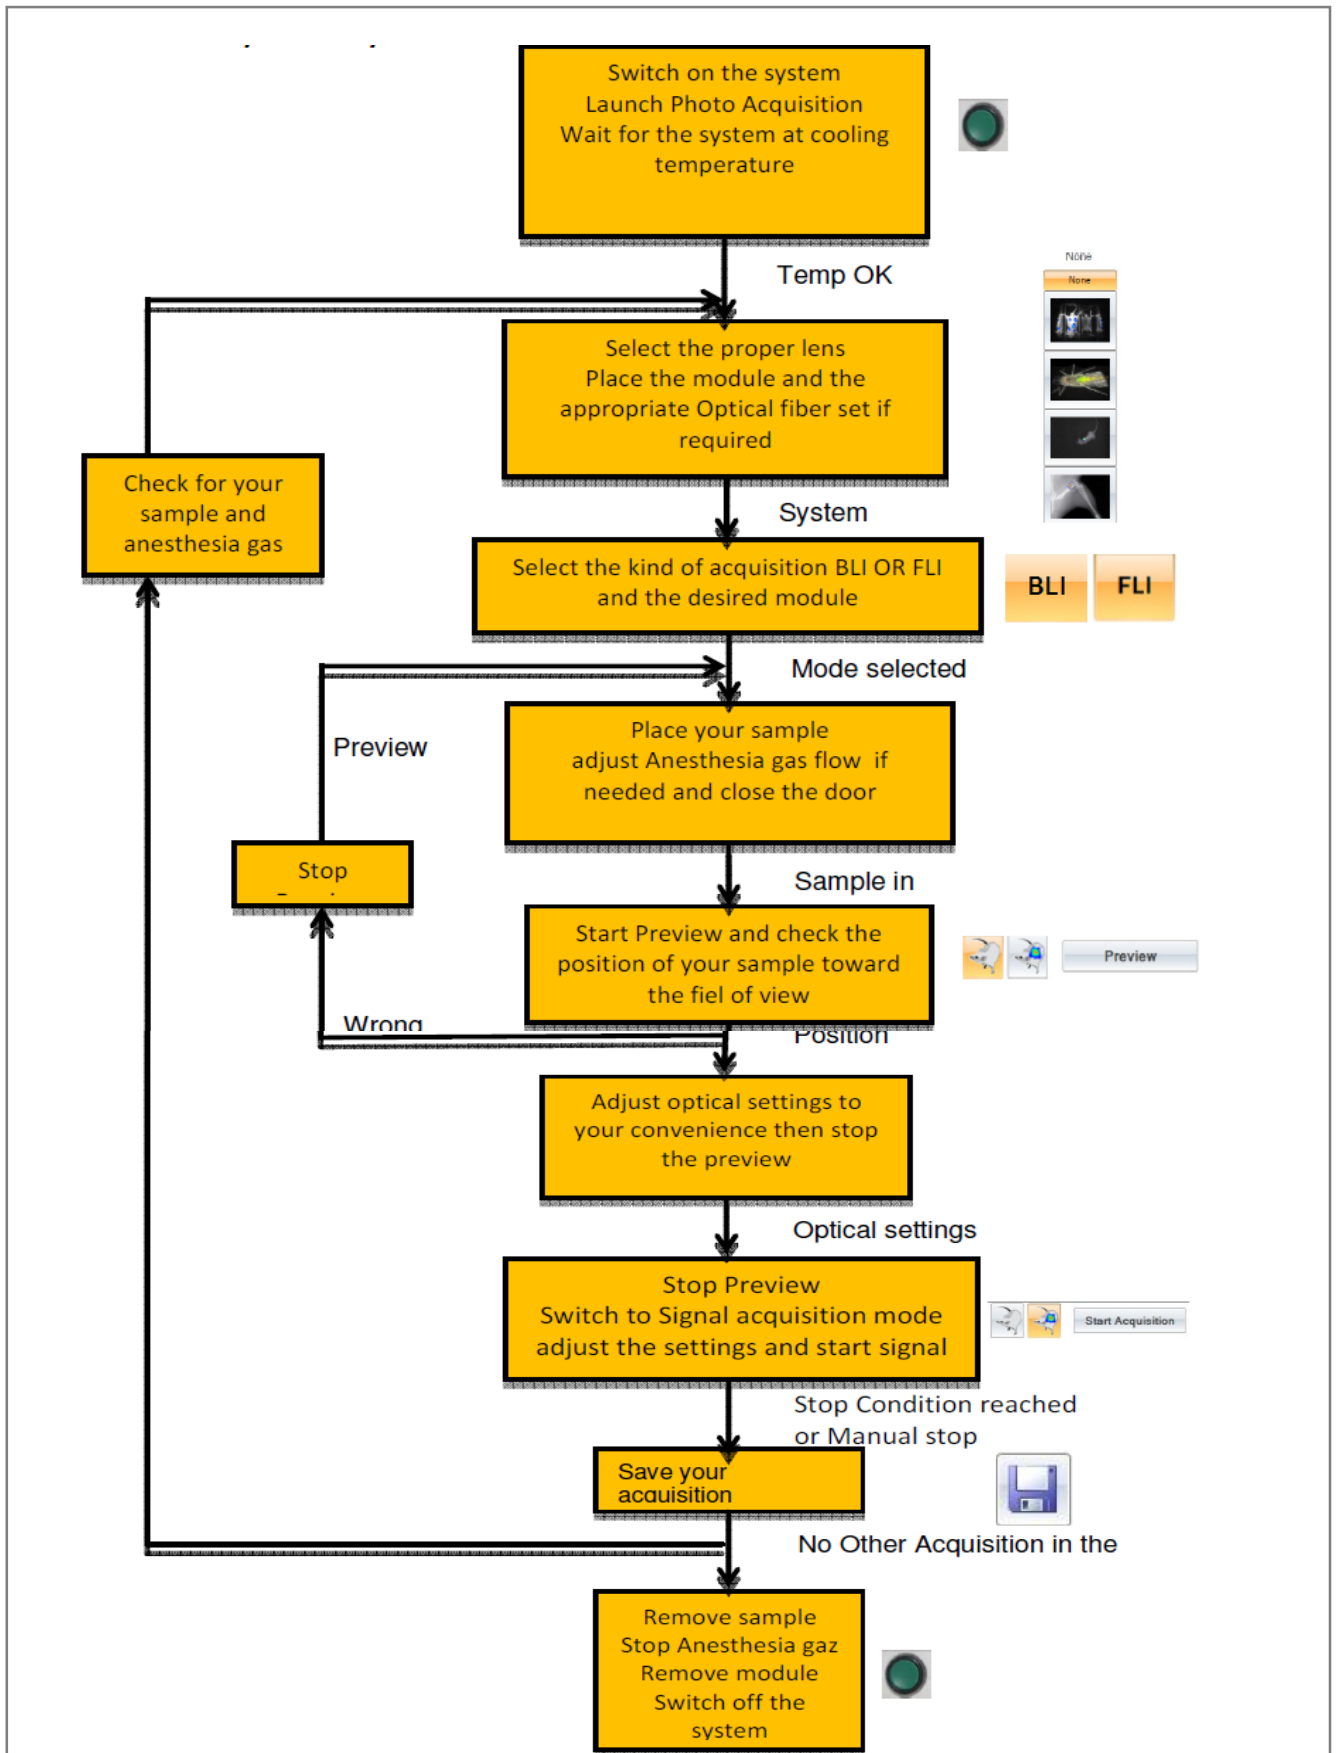 Switch on the system
Launch Photo Acquisition
Wait for the system at cooling
temperature
Temp OK
None
None
Select the proper lens
Place the module and the
appropriate Optical fiber set if
required
Check for your
sample and
anesthesia gas
System
Select the kind of acquisition BLI OR FLI
and the desired module
BLI
FLI
Mode selected
Preview
Place your sample
adjust Anesthesia gas flow if
needed and close the door
Stop
Sample in
Start Preview and check the
position of your sample toward
the fiel of view
Preview
Wrong
Position
Adjust optical settings to
your convenience then stop
the preview
Optical settings
Stop Preview
Switch to Signal acquisition mode
adjust the settings and start signal
Start Acquisition
Stop Condition reached
or Manual stop
Save your
acquisition
No Other Acquisition in the
Remove sample
Stop Anesthesia gaz
Remove module
Switch off the
system